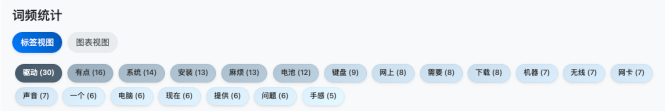 词频统计
标签视图 图表视图
驱动 (30) 有点 (16) 系统 (14) 安装 (13) 麻烦 (13) 电池 (12) 键盘 (9) 网上 (8) 需要 (8) 下载 (8) 机器 (7) 无线 (7) 网卡 (7)
声音 (7) 一个 (6) 电脑 (6) 现在 (6) 提供 (6) 问题 (6) 手感 (5)